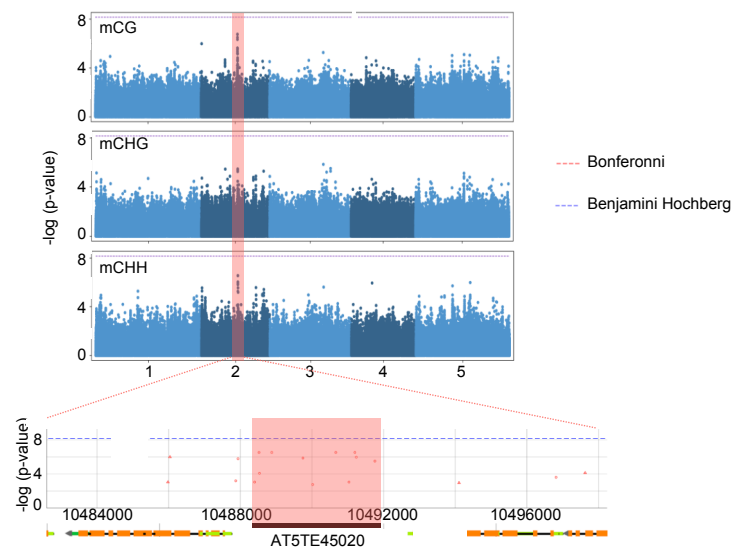 8
mCG
4
0
8
mCHG
4
0
8
mCHH
4
0
-log (p-value)
1 2 3 4 5
Bonferonni
Benjamini Hochberg
8
4
0
-log (p-value)
10484000 10488000 10492000 10496000
AT5TE45020